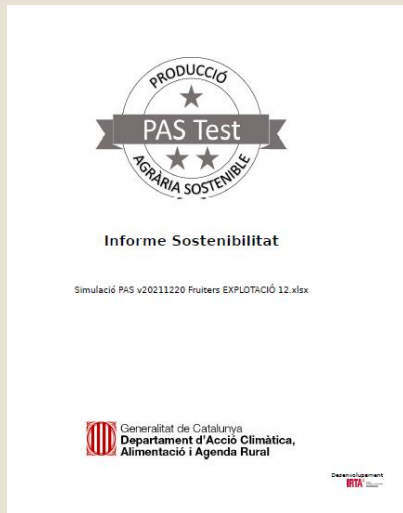 PRODUCCIÓ
PAS Test
AGRÀRIA SOSTENIBLE
Informe Sostenibilitat
Simulació PAS v20211220 Fruiters EXPLOTACIÓ 12.xlsx
Generalitat de Catalunya
Departament d'Acció Climàtica,
Alimentació i Agenda Rural
Desenvolupament
IRTA